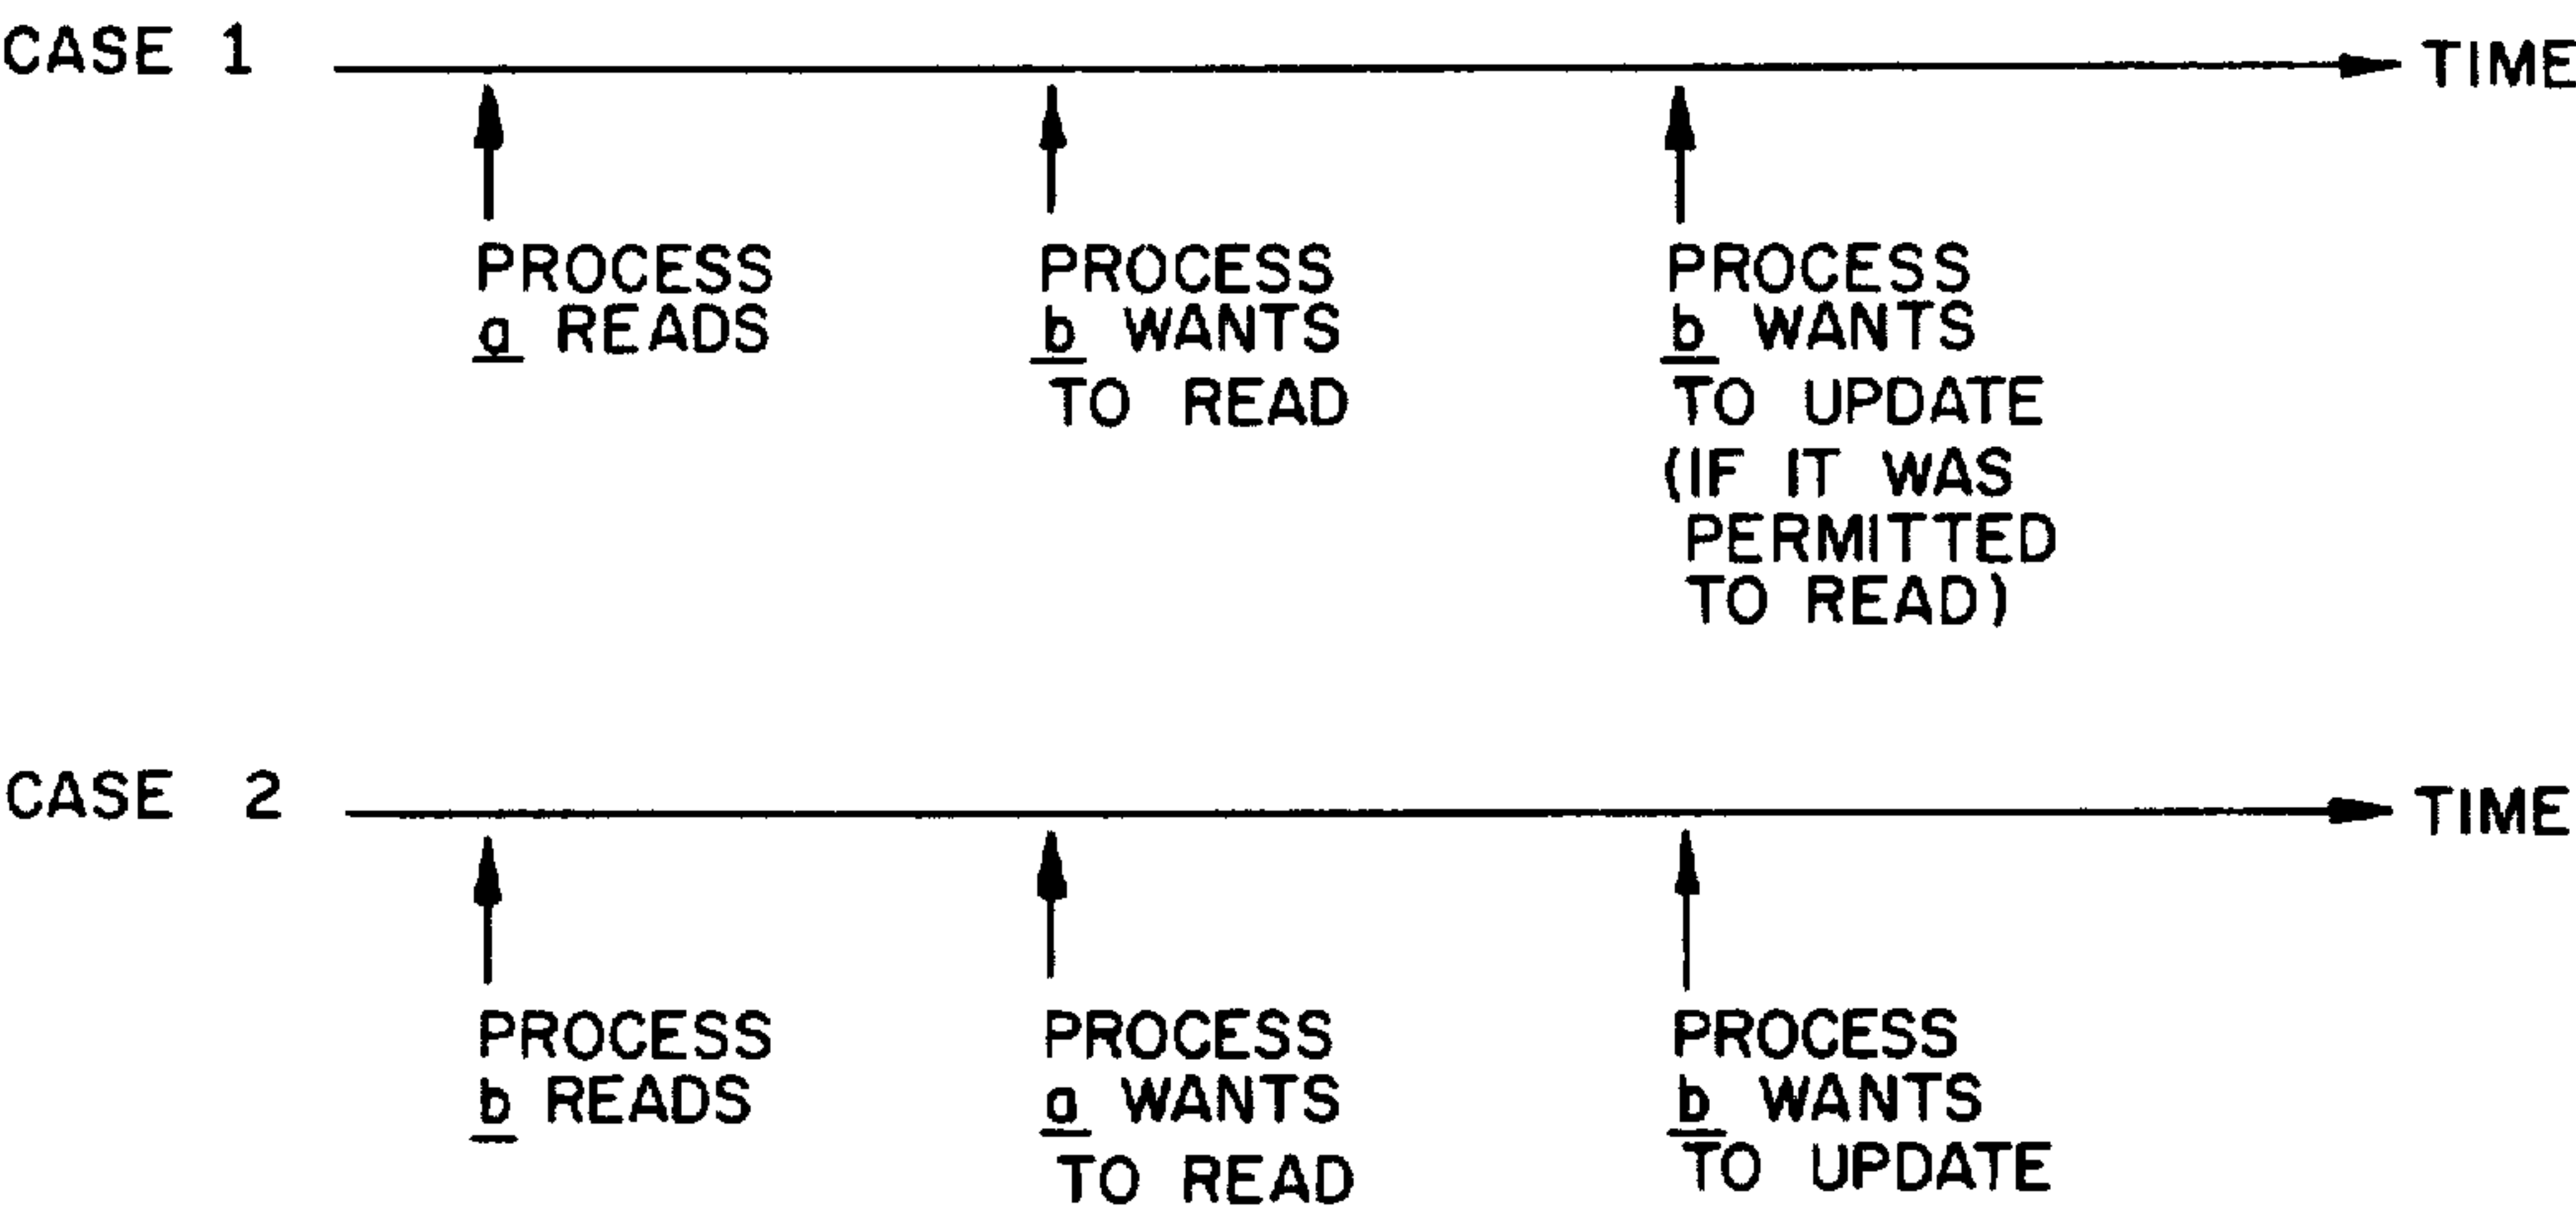 CASE 1
TIME
PROCESS
a READS
PROCESS
b WANTS
TO READ
PROCESS
b WANTS
TO UPDATE
(IF IT WAS
PERMITTED
TO READ)
CASE 2
TIME
PROCESS
b READS
PROCESS
a WANTS
TO READ
PROCESS
b WANTS
TO UPDATE